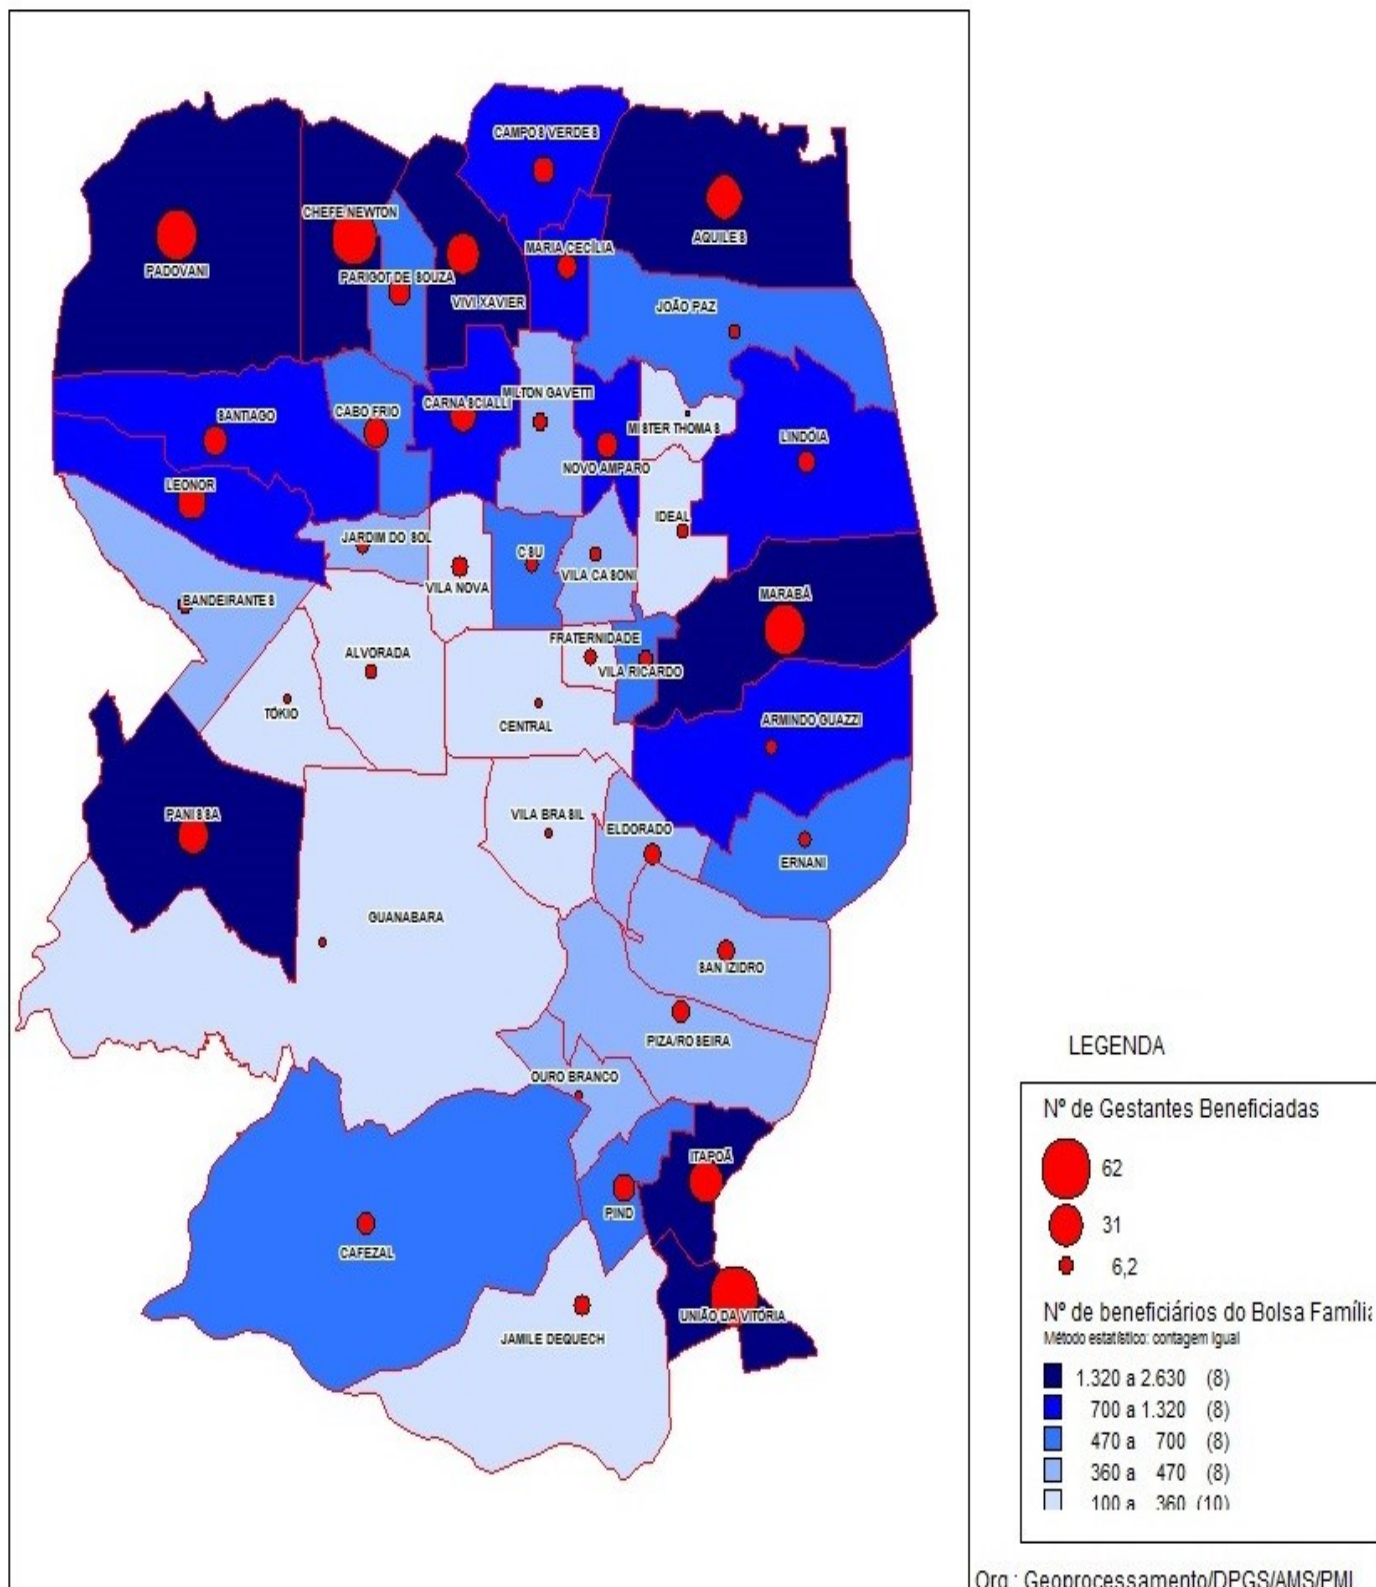 CAMPOS VERDES
CHEFE NEWTON
AQUILES
MARIA CECÍLIA
PADOVANI
PARIGOT DE SOUZA
VIVI XAVIER
JOÃO PAZ
MILTON GAVETTI
CARNASCIALLI
CABO FRIO
SANTIAGO
MISTER THOMAS
LINDÓIA
NOVO AMPARO
LEONOR
IDEAL
JARDIM DO SOL
CSU
VILA CASONI
VILA NOVA
MARABÁ
BANDEIRANTES
FRATERNIDADE
ALVORADA
VILA RICARDO
TÓKIO
CENTRAL
ARMINDO GUAZZI
PANISSA
VILA BRASIL
ELDORADO
ERNANI
GUANABARA
SAN IZIDRO
PIZA/ROSEIRA
OURO BRANCO
ITAPOÃ
PIND
CAFEZAL
UNIÃO DA VITÓRIA
JAMILE DEQUECH
LEGENDA
Nº de Gestantes Beneficiadas
62
31
6,2
Nº de beneficiários do Bolsa Família
Método estatístico: contagem igual
1.320 a 2.630 (8)
700 a 1.320 (8)
470 a 700 (8)
360 a 470 (8)
100 a 360 (10)
Org.: Geoprocessamento/DPGS/AMS/PML